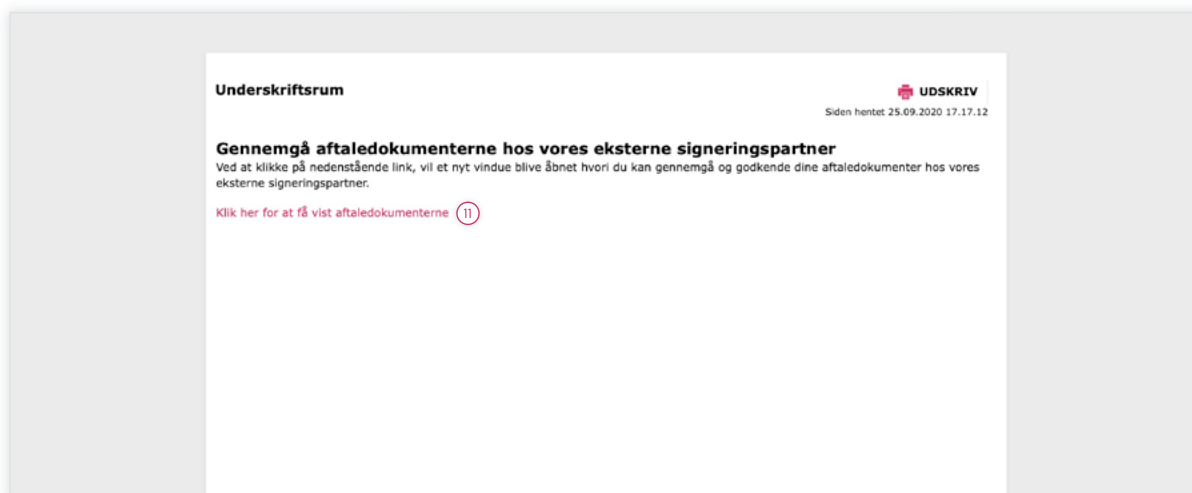 Underskriftsrum
UDSKRIV
Siden hentet 25.09.2020 17.17.12
Gennemgå aftaledokumenterne hos vores eksterne signeringspartner
Ved at klikke på nedenstående link, vil et nyt vindue blive åbnet hvori du kan gennemgå og godkende dine aftaledokumenter hos vores
eksterne signeringspartner.
Klik her for at få vist aftaledokumenterne 11